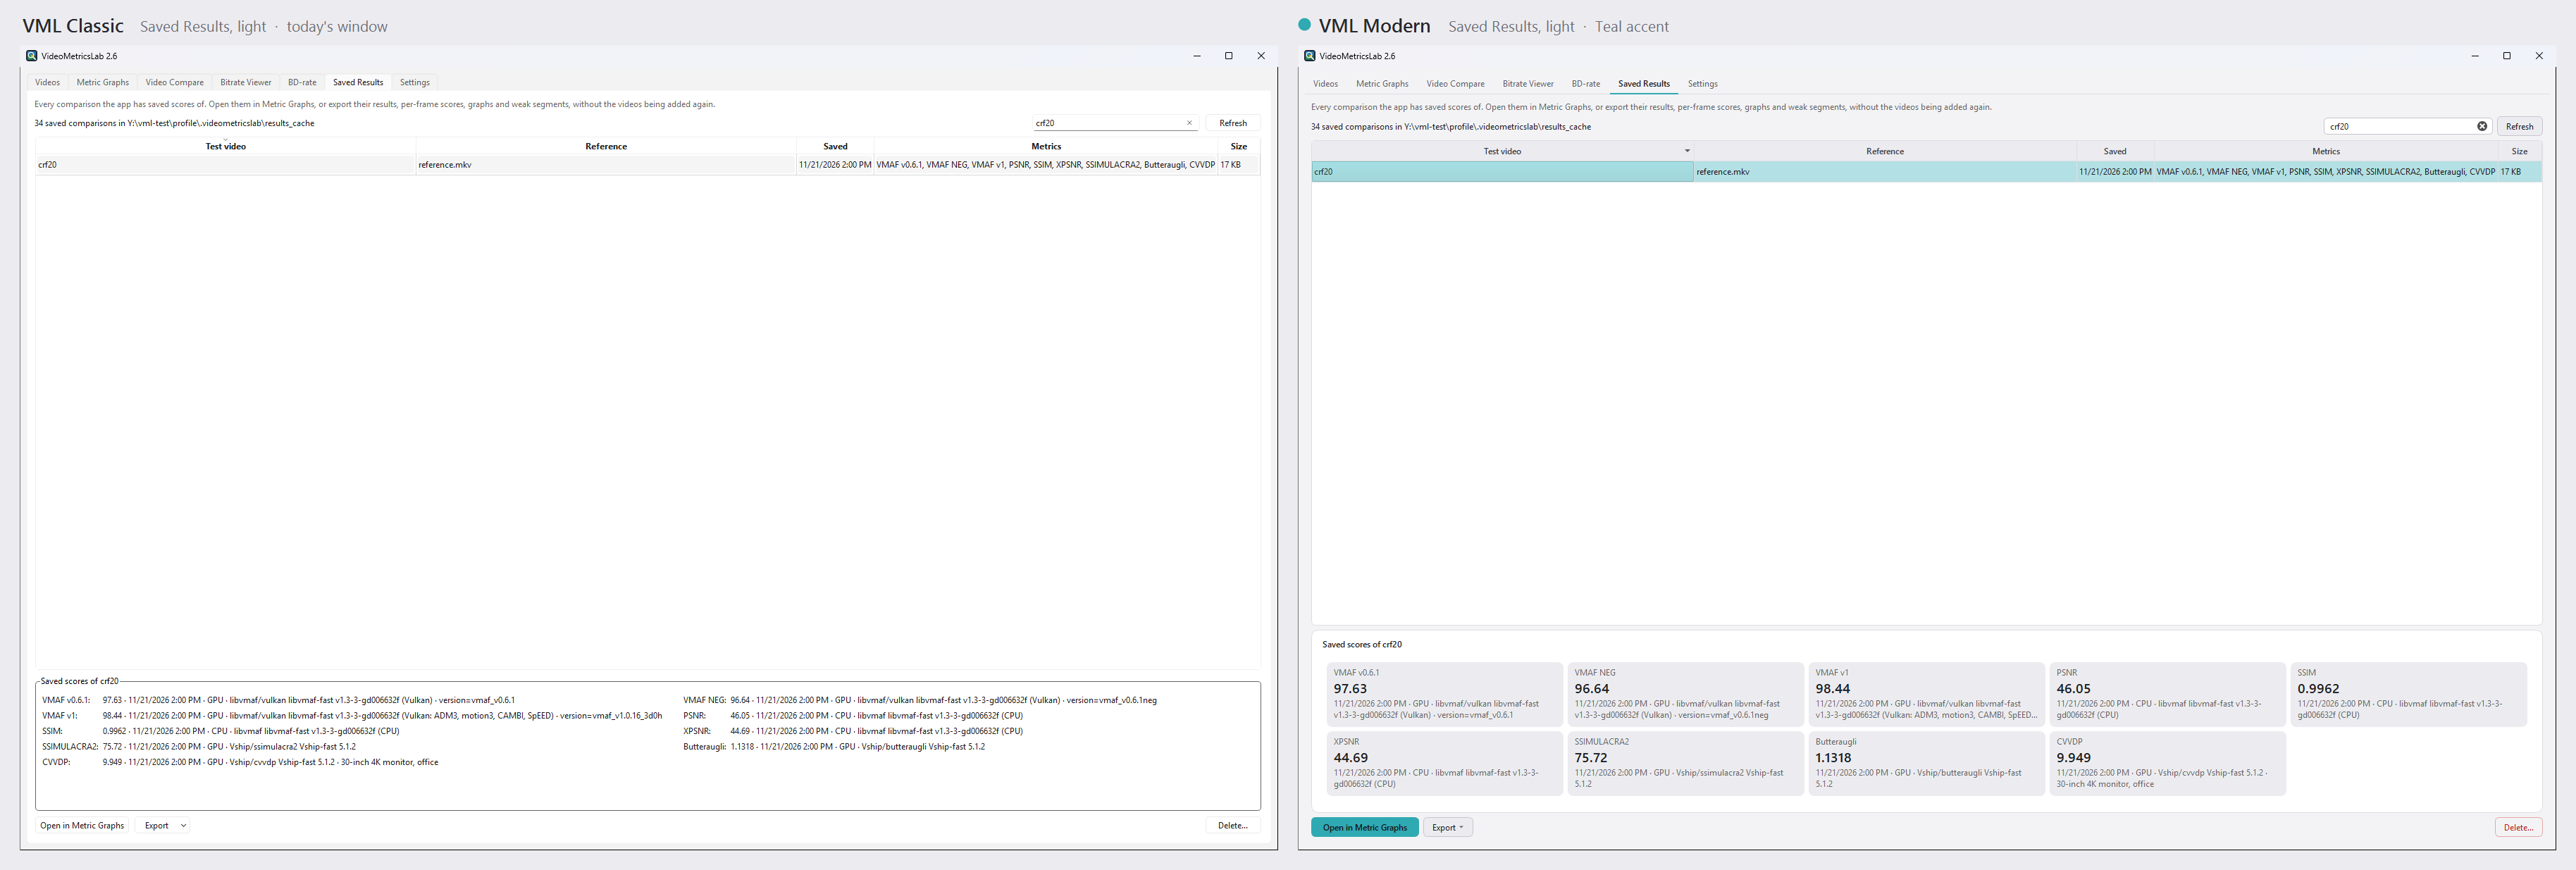 VML Classic Saved Results, light · today's window
VideoMetricsLab 2.6
Videos Metric Graphs Video Compare Bitrate Viewer BD-rate Saved Results Settings
Every comparison the app has saved scores of. Open them in Metric Graphs, or export their results, per-frame scores, graphs and weak segments, without the videos being added again.
34 saved comparisons in Y:\vml-test\profile\.videometricslab\results_cache crf20 Refresh
Test video Reference Saved Metrics Size
crf20 reference.mkv 11/21/2026 2:00 PM VMAF v0.6.1, VMAF NEG, VMAF v1, PSNR, SSIM, XPSNR, SSIMULACRA2, Butteraugli, CVVDP 17 KB
Saved scores of crf20
VMAF v0.6.1: 97.63 · 11/21/2026 2:00 PM · GPU · libvmaf/vulkan libvmaf-fast v1.3-3-gd006632f (Vulkan) · version=vmaf_v0.6.1
VMAF NEG: 96.64 · 11/21/2026 2:00 PM · GPU · libvmaf/vulkan libvmaf-fast v1.3-3-gd006632f (Vulkan) · version=vmaf_v0.6.1neg
VMAF v1: 98.44 · 11/21/2026 2:00 PM · GPU · libvmaf/vulkan libvmaf-fast v1.3-3-gd006632f (Vulkan: ADM3, motion3, CAMBI, SpEED) · version=vmaf_v1.0.16_3d0h
PSNR: 46.05 · 11/21/2026 2:00 PM · CPU · libvmaf libvmaf-fast v1.3-3-gd006632f (CPU)
SSIM: 0.9962 · 11/21/2026 2:00 PM · CPU · libvmaf libvmaf-fast v1.3-3-gd006632f (CPU)
XPSNR: 44.69 · 11/21/2026 2:00 PM · CPU · libvmaf libvmaf-fast v1.3-3-gd006632f (CPU)
SSIMULACRA2: 75.72 · 11/21/2026 2:00 PM · GPU · Vship/ssimulacra2 Vship-fast 5.1.2
Butteraugli: 1.1318 · 11/21/2026 2:00 PM · GPU · Vship/butteraugli Vship-fast 5.1.2
CVVDP: 9.949 · 11/21/2026 2:00 PM · GPU · Vship/cvvdp Vship-fast 5.1.2 · 30-inch 4K monitor, office
Open in Metric Graphs Export Delete...
VML Modern Saved Results, light · Teal accent
VideoMetricsLab 2.6
Videos Metric Graphs Video Compare Bitrate Viewer BD-rate Saved Results Settings
Every comparison the app has saved scores of. Open them in Metric Graphs, or export their results, per-frame scores, graphs and weak segments, without the videos being added again.
34 saved comparisons in Y:\vml-test\profile\.videometricslab\results_cache crf20 Refresh
Test video Reference Saved Metrics Size
crf20 reference.mkv 11/21/2026 2:00 PM VMAF v0.6.1, VMAF NEG, VMAF v1, PSNR, SSIM, XPSNR, SSIMULACRA2, Butteraugli, CVVDP 17 KB
Saved scores of crf20
VMAF v0.6.1
97.63
11/21/2026 2:00 PM · GPU · libvmaf/vulkan libvmaf-fast
v1.3-3-gd006632f (Vulkan) · version=vmaf_v0.6.1
VMAF NEG
96.64
11/21/2026 2:00 PM · GPU · libvmaf/vulkan libvmaf-fast
v1.3-3-gd006632f (Vulkan) · version=vmaf_v0.6.1neg
VMAF v1
98.44
11/21/2026 2:00 PM · GPU · libvmaf/vulkan libvmaf-fast
v1.3-3-gd006632f (Vulkan: ADM3, motion3, CAMBI, SpEED...
PSNR
46.05
11/21/2026 2:00 PM · CPU · libvmaf libvmaf-fast v1.3-3-
gd006632f (CPU)
SSIM
0.9962
11/21/2026 2:00 PM · CPU · libvmaf libvmaf-fast v1.3-3-
gd006632f (CPU)
XPSNR
44.69
11/21/2026 2:00 PM · CPU · libvmaf libvmaf-fast v1.3-3-
gd006632f (CPU)
SSIMULACRA2
75.72
11/21/2026 2:00 PM · GPU · Vship/ssimulacra2 Vship-fast
5.1.2
Butteraugli
1.1318
11/21/2026 2:00 PM · GPU · Vship/butteraugli Vship-fast
5.1.2
CVVDP
9.949
11/21/2026 2:00 PM · GPU · Vship/cvvdp Vship-fast 5.1.2 ·
30-inch 4K monitor, office
Open in Metric Graphs Export Delete...